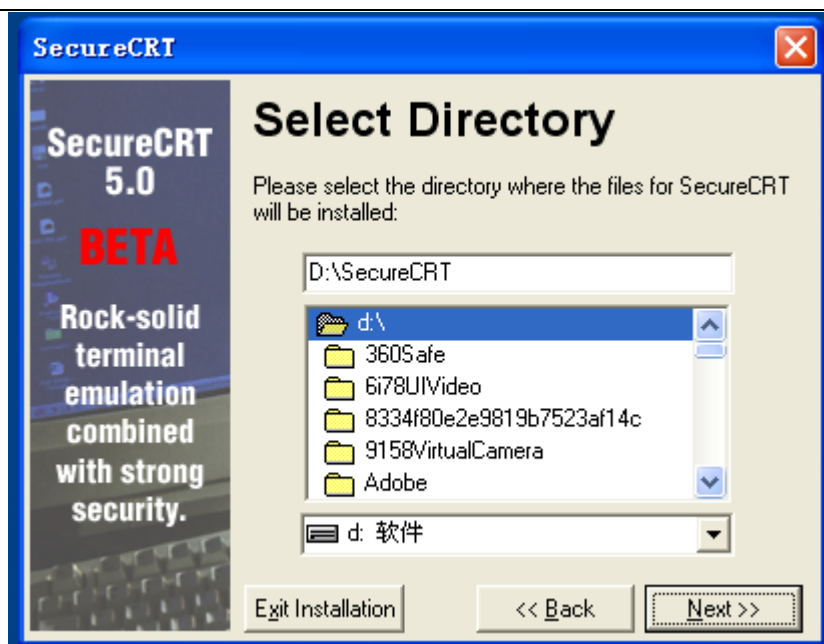 SecureCRT
SecureCRT
5.0
BETA
Rock-solid
terminal
emulation
combined
with strong
security.
Select Directory
Please select the directory where the files for SecureCRT
will be installed:
D:\SecureCRT
d:\
360Safe
6i78UIVideo
8334f80e2e9819b7523af14c
9158VirtualCamera
Adobe
d: 软件
Exit Installation
<< Back
Next >>